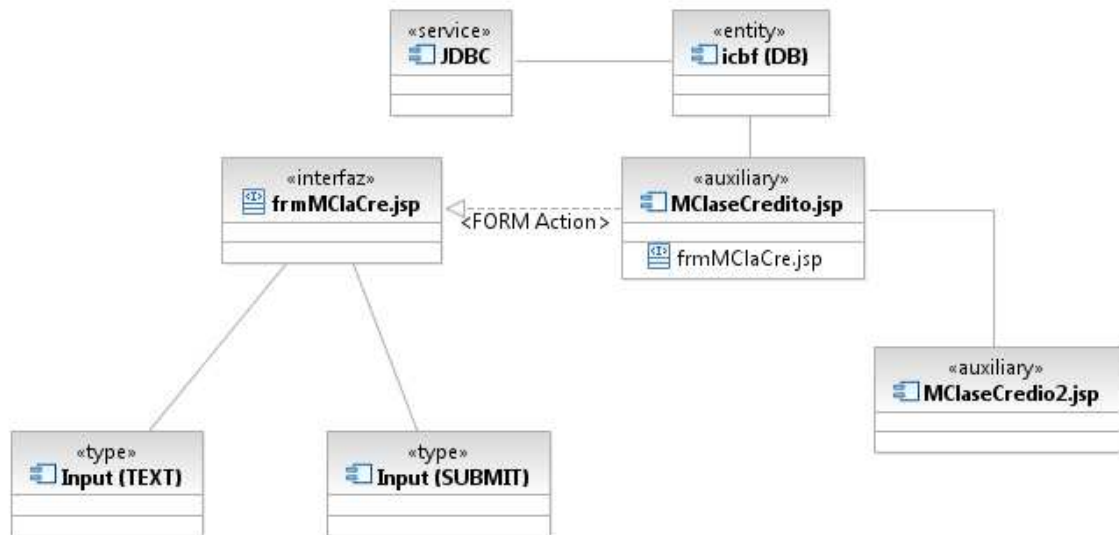 «service»
JDBC
«entity»
icbf (DB)
«interfaz»
frmMClaCre.jsp
<FORM Action>
«auxiliary»
MClaseCredito.jsp
frmMClaCre.jsp
«auxiliary»
MClaseCredio2.jsp
«type»
Input (TEXT)
«type»
Input (SUBMIT)